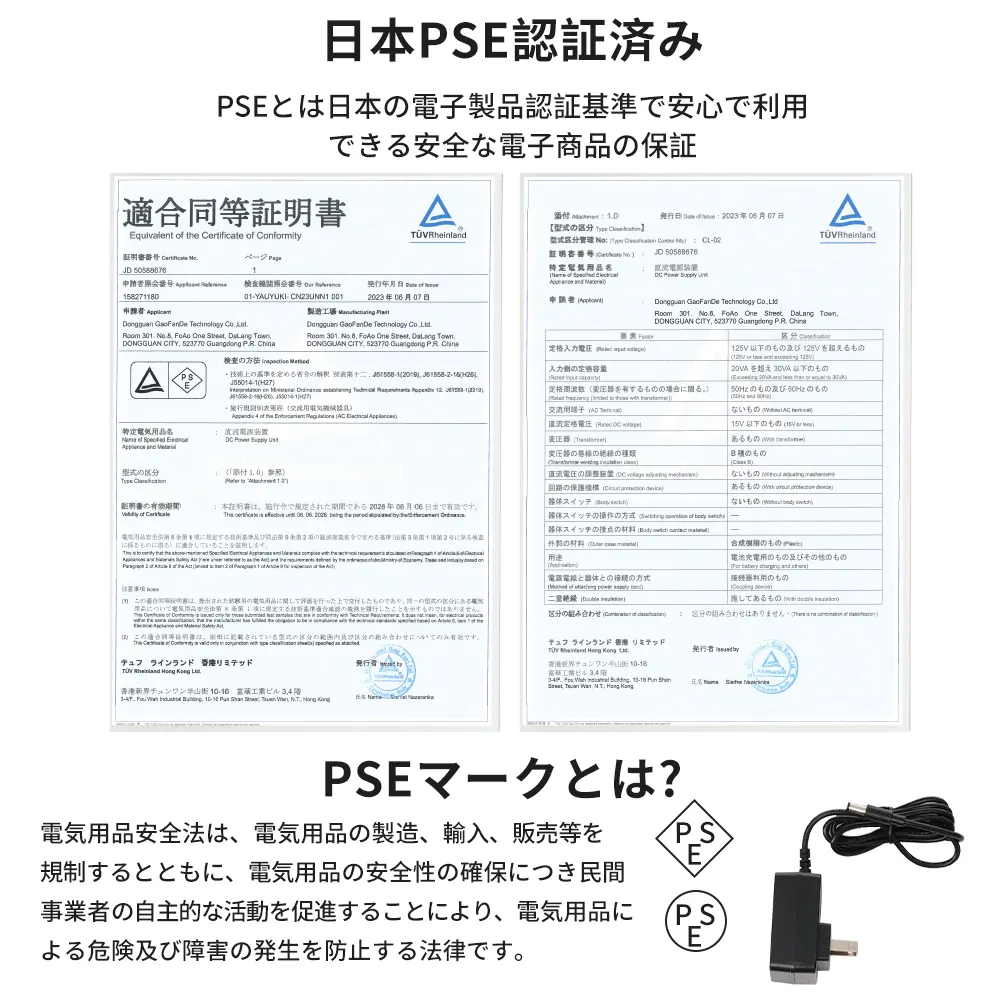 日本PSE認証済み
PSEとは日本の電子製品認証基準で安心で利用
できる安全な電子商品の保証
適合同等証明書
Equivalent of the Certificate of Conformity
TÜVRheinland
証明書番号 Certificate No.
ページ Page
JD 50588676
1
申請者照会番号 Applicant Reference
検査機関照会番号 Our Reference
発行年月日 Date of Issue
158271180
01-YAUYUKI- CN23UNN1 001
2023 年 06 月 07 日
申請者 Applicant
製造工場 Manufacturing Plant
Dongguan GaoFanDe Technology Co.,Ltd.
Dongguan GaoFanDe Technology Co.,Ltd.
Room 301. No.8, FoAo One Street, DaLang Town,
DONGGUAN CITY, 523770 Guangdong P.R. China
Room 301. No.8, FoAo One Street, DaLang Town,
DONGGUAN CITY, 523770 Guangdong P.R. China
PSE
検査の方法 Inspection Method
・技術上の基準を定める省令の解釈 別表第十二、J61558-1(2019), J61558-2-16(H26),
J55014-1(H27)
Interpretation on Ministerial Ordinance establishing Technical Requirements Appendix 12. J61558-1(2019),
J61558-2-16(H26), J55014-1(H27)
・施行規則別表第四（交流用電気機械器具）
Appendix 4 of the Enforcement Regulations (AC Electrical Appliances)
特定電気用品名 : 直流電源装置
Name of Specified Electrical
Appliance and Material
DC Power Supply Unit
型式の区分 : (「添付 1.0」参照)
Type Classification
(Refer to "Attachment 1.0")
証明書の有効期間 : 本証明書は、施行令で規定された期間である 2028 年 06 月 06 日まで有効です。
Validity of Certificate
This certificate is effective until 06. 06. 2028. being the period stipulated by the Enforcement Ordinance.
注意事項 Notes
テュフ ラインランド 香港リミテッド
TÜV Rheinland Hong Kong Ltd.
発行者 Issued by
香港新界チュンワン半山街 10-16 富華工業ビル 3,4 階
3-4/F., Fou Wah Industrial Building, 10-16 Pun Shan Street, Tsuen Wan, N.T., Hong Kong
氏名 Name
添付 Attachment : 1.0
発行日 Date of Issue : 2023 年 06 月 07 日
【型式の区分 Type Classification】
型式区分管理 No: (Type Classification Control No) : CL-02
証明書番号 (Certificate No.) : JD 50588676
特定電気用品名 : 直流電源装置
(Name of Specified Electrical
Appliance and Material)
DC Power Supply Unit
TÜVRheinland
申請者 (Applicant) : Dongguan GaoFanDe Technology Co.,Ltd
Room 301. No.8, FoAo One Street, DaLang Town,
DONGGUAN CITY, 523770 Guangdong P.R. China
要素 Factor
区分 Classification
定格入力電圧 (Rated input voltage)
125V 以下のもの及び 125V を超えるもの
(125V or less and exceeding 125V)
入力側の定格容量
(Rated input capacity)
20VA を超え 30VA 以下のもの
(Exceeding 20VA and less than or equal to 30VA)
定格周波数（変圧器を有するものの場合に限る。）
(Rated frequency (limited to those with transformer))
50Hz のもの及び 60Hz のもの
(50Hz and 60Hz)
交流用端子 (AC Terminal)
ないもの (Without AC terminal)
直流定格電圧 (Rated DC voltage)
15V 以下のもの (15V or less)
変圧器 (Transformer)
あるもの (With transformer)
変圧器の巻線の絶縁の種類
(Transformer winding insulation class)
B 種のもの
(Class B)
直流電圧の調整装置 (DC voltage adjusting mechanism)
ないもの (Without adjusting mechanism)
回路の保護機構 (Circuit protection device)
あるもの (With circuit protection device)
器体スイッチ (Body switch)
ないもの (Without body switch)
器体スイッチの操作の方式 (Switching operation of body switch)
—
器体スイッチの接点の材料 (Body switch contact material)
—
外郭の材料 (Outer case material)
合成樹脂のもの (Plastic)
用途
(Application)
電池充電用のもの及びその他のもの
(For battery charging and others)
電源電線と器体との接続の方式
(Method of attaching power supply cord)
接続器利用のもの
(Coupling device)
二重絶縁 (Double insulation)
施してあるもの (With double insulation)
区分の組み合わせ (Combination of classification) : 区分の組み合わせはありません。(There is no combination of classification)
テュフ ラインランド 香港 リミテッド
TÜV Rheinland Hong Kong Ltd.
発行者 Issued by
香港新界チュンワン半山街 10-16
富華工業ビル 3,4 階
3-4/F., Fou Wah Industrial Building, 10-16 Pun Shan
Street, Tsuen Wan, N.T., Hong Kong
氏名 Name
PSEマークとは?
電気用品安全法は、電気用品の製造、輸入、販売等を
規制するとともに、電気用品の安全性の確保につき民間
事業者の自主的な活動を促進することにより、電気用品に
よる危険及び障害の発生を防止する法律です。
PSE
PSE